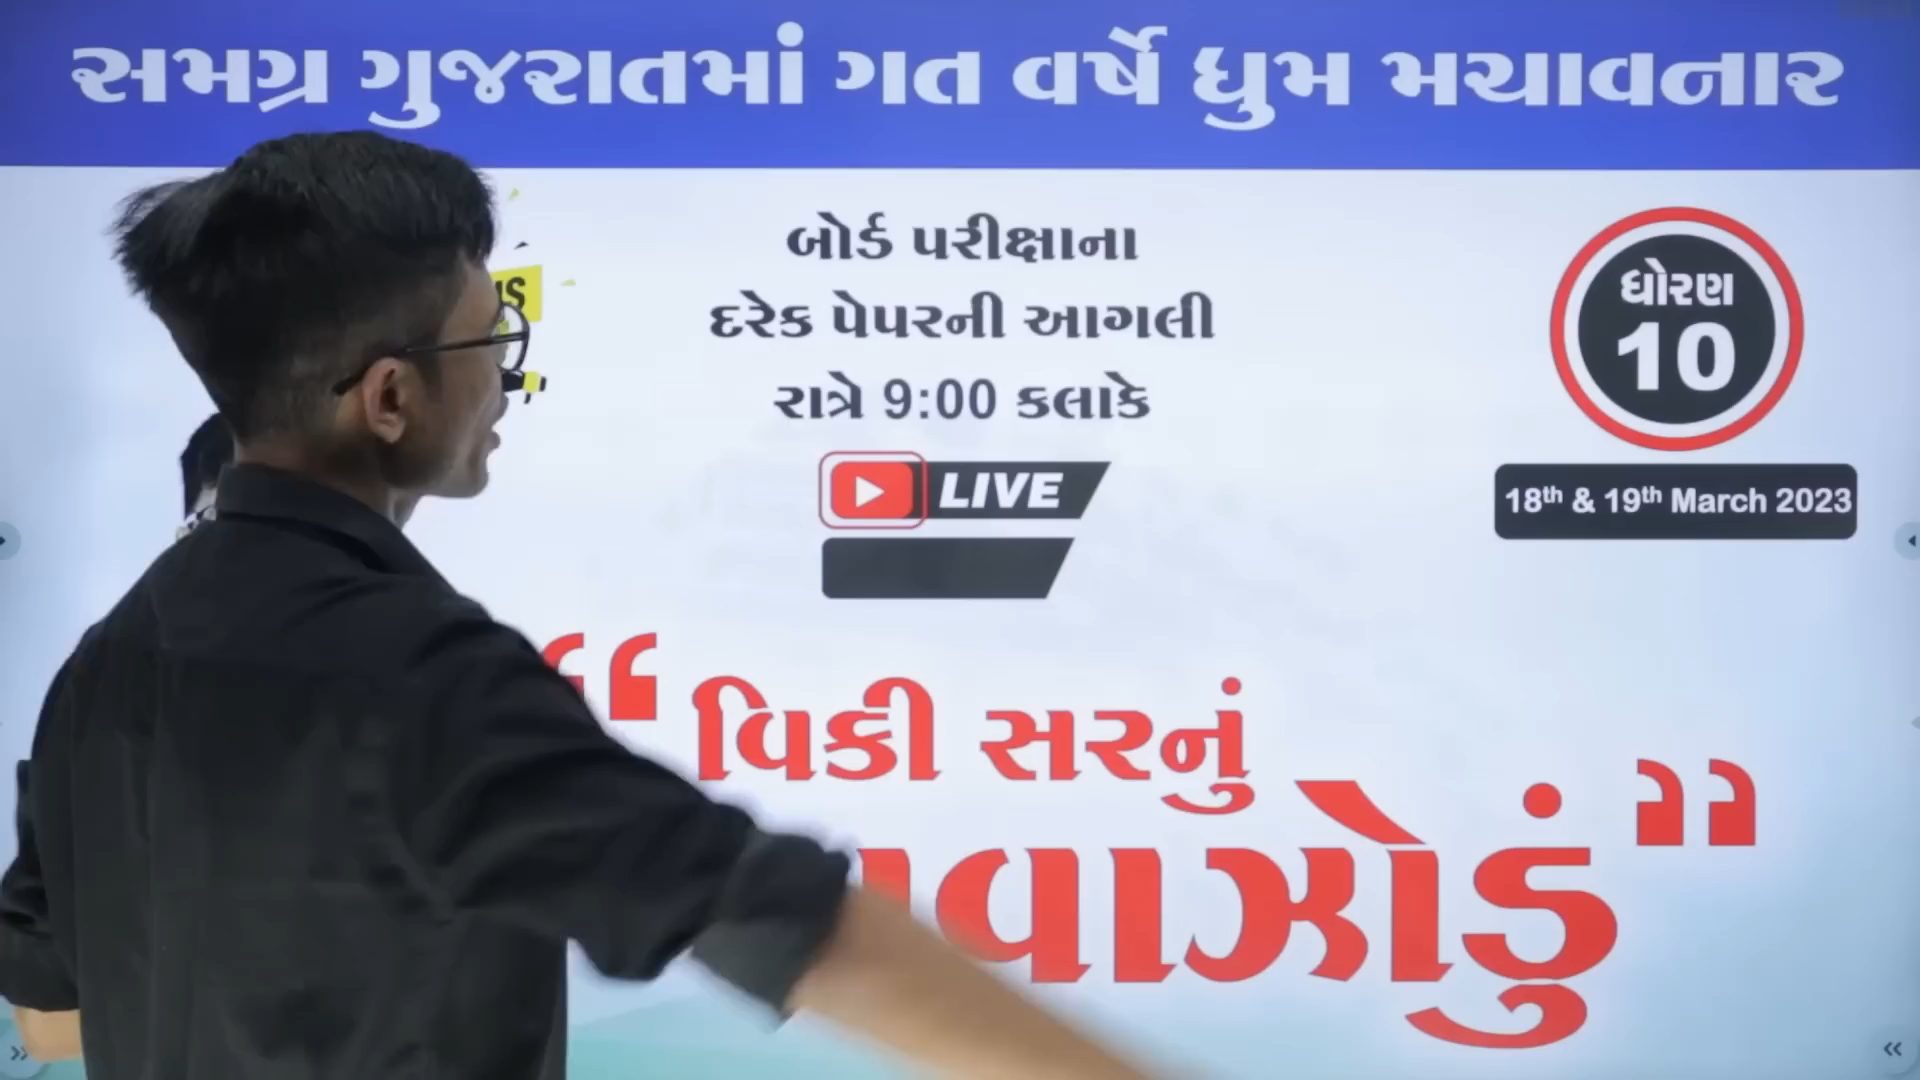 સમગ્ર ગુજરાતમાં ગત વર્ષે ધુમ મચાવનાર
બોર્ડ પરીક્ષાના
દરેક પેપરની આગલી
રાત્રે 9:00 કલાકે
LIVE
ધોરણ
10
18th & 19th March 2023
“વિકી સરનું